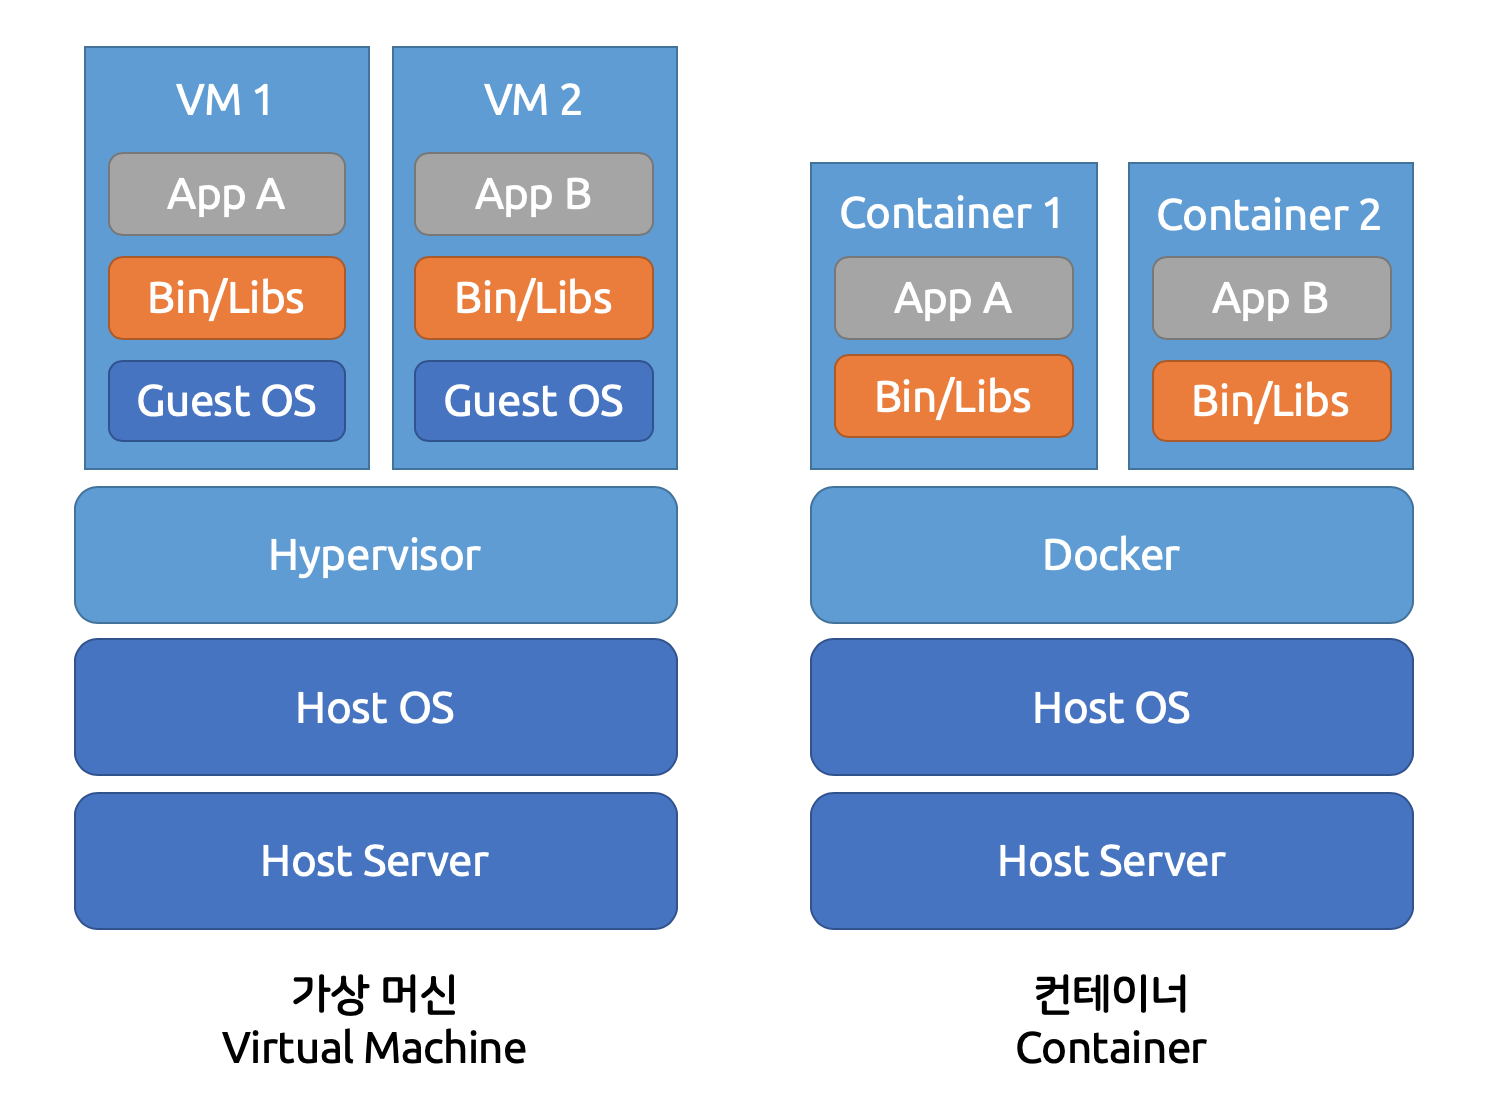 VM 1
App A
Bin/Libs
Guest OS
VM 2
App B
Bin/Libs
Guest OS
Hypervisor
Host OS
Host Server
가상 머신
Virtual Machine
Container 1
App A
Bin/Libs
Container 2
App B
Bin/Libs
Docker
Host OS
Host Server
컨테이너
Container